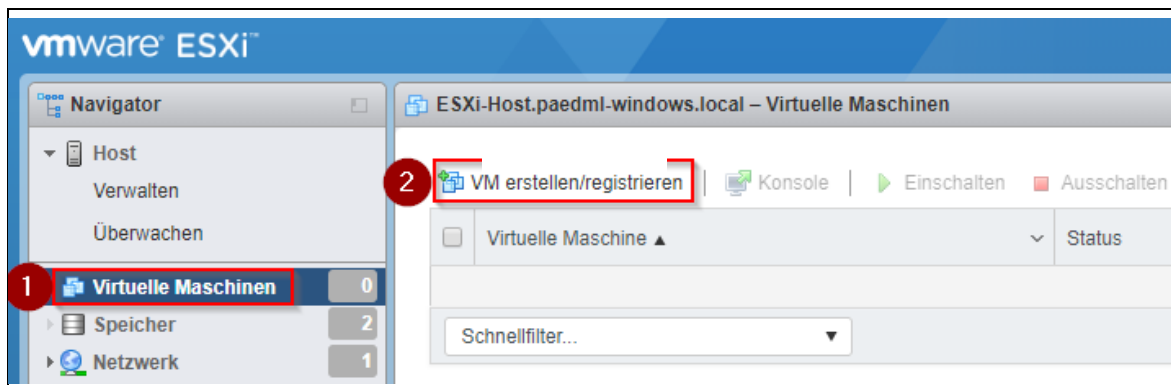 vmware ESXi™
Navigator
ESXi-Host.paedml-windows.local – Virtuelle Maschinen
Host
Verwalten
Überwachen
1 Virtuelle Maschinen 0
Speicher 2
Netzwerk 1
2 VM erstellen/registrieren | Konsole | Einschalten Ausschalten
Virtuelle Maschine ▲ Status
Schnellfilter...